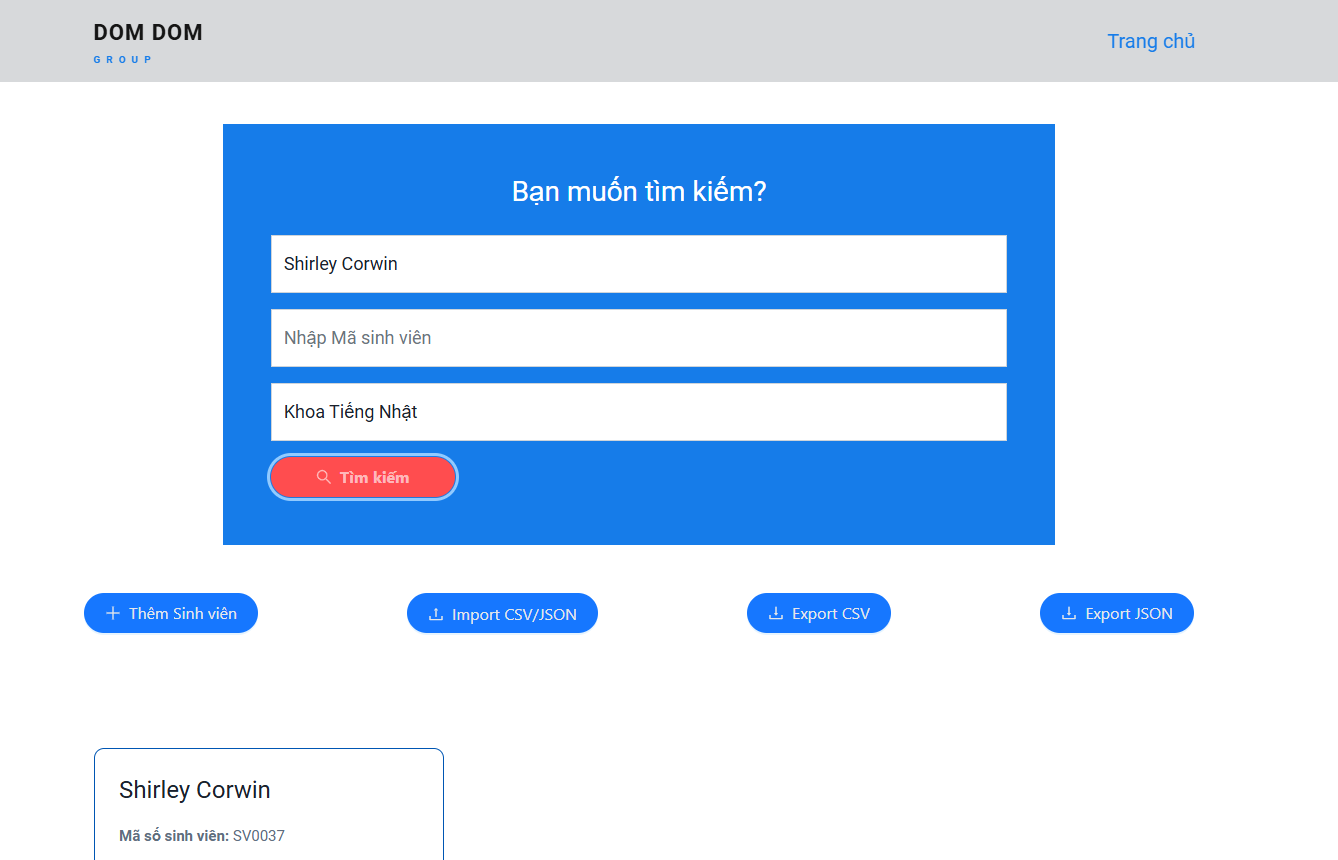 DOM DOM
GROUP
Trang chủ
Bạn muốn tìm kiếm?
Shirley Corwin
Nhập Mã sinh viên
Khoa Tiếng Nhật
Tìm kiếm
Thêm Sinh viên
Import CSV/JSON
Export CSV
Export JSON
Shirley Corwin
Mã số sinh viên: SV0037